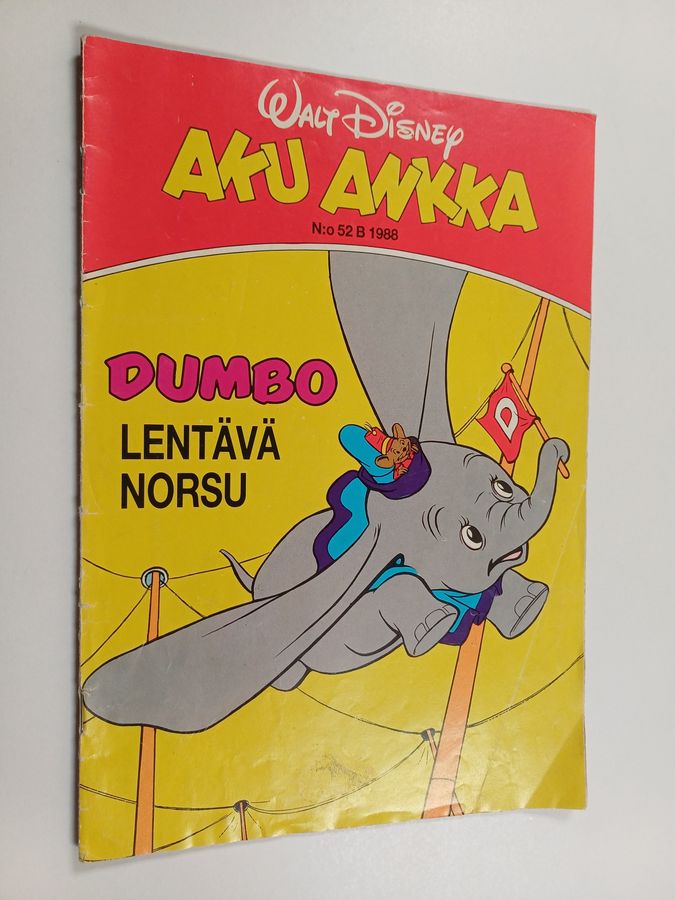 WALT DISNEY
AKU ANKKA
N:o 52 B 1988
DUMBO
LENTÄVÄ
NORSU
D